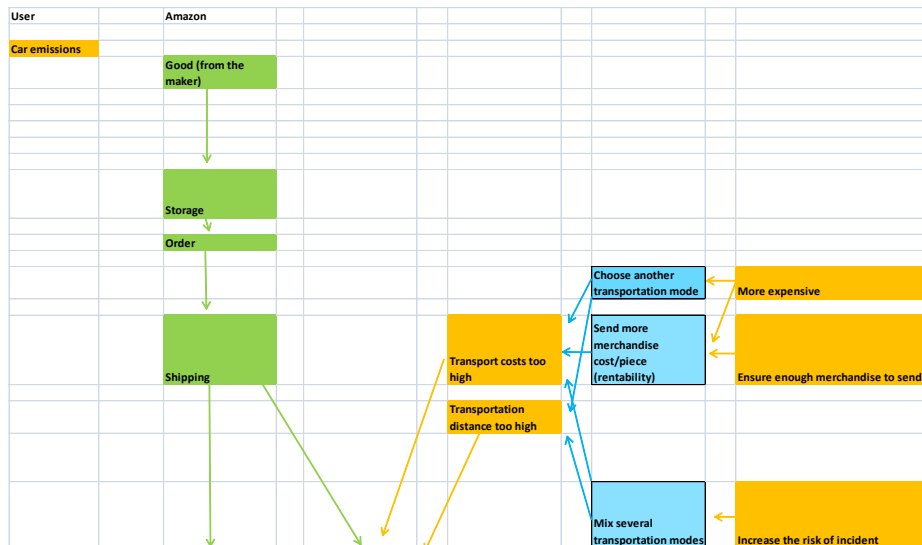 User
Amazon
Car emissions
Good (from the
maker)
Storage
Order
Choose another
transportation mode
More expensive
Send more
merchandise
cost/piece
(rentability)
Transport costs too
high
Shipping
Ensure enough merchandise to send
Transportation
distance too high
Mix several
transportation modes
Increase the risk of incident